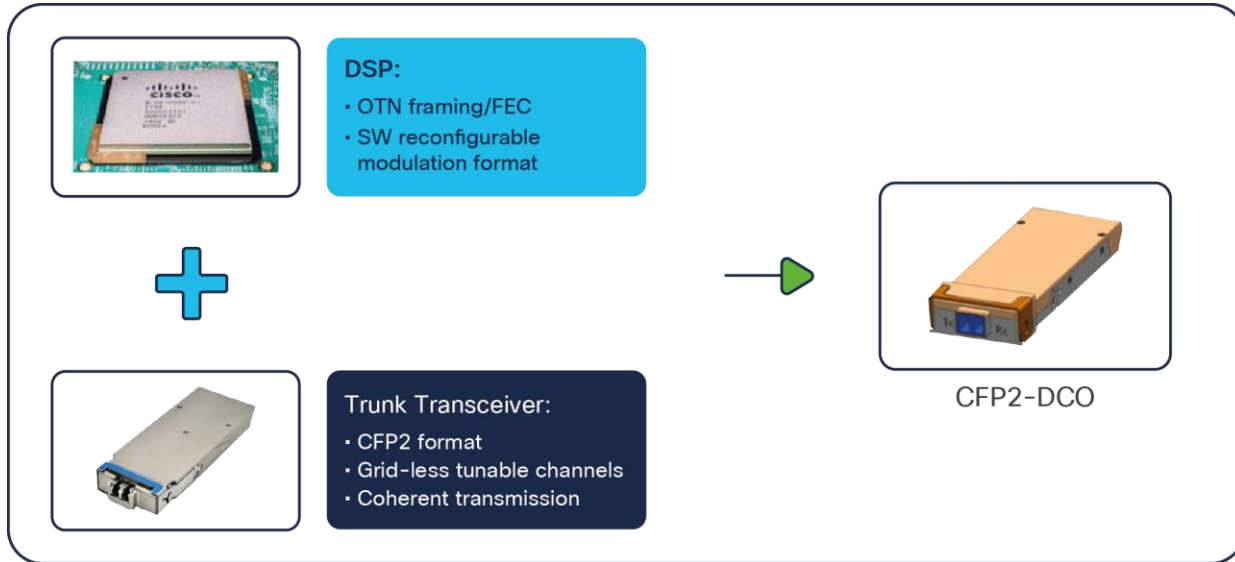 CISCO
DSP:
· OTN framing/FEC
· SW reconfigurable
modulation format
Trunk Transceiver:
· CFP2 format
· Grid-less tunable channels
· Coherent transmission
Tx
Rx
CFP2-DCO